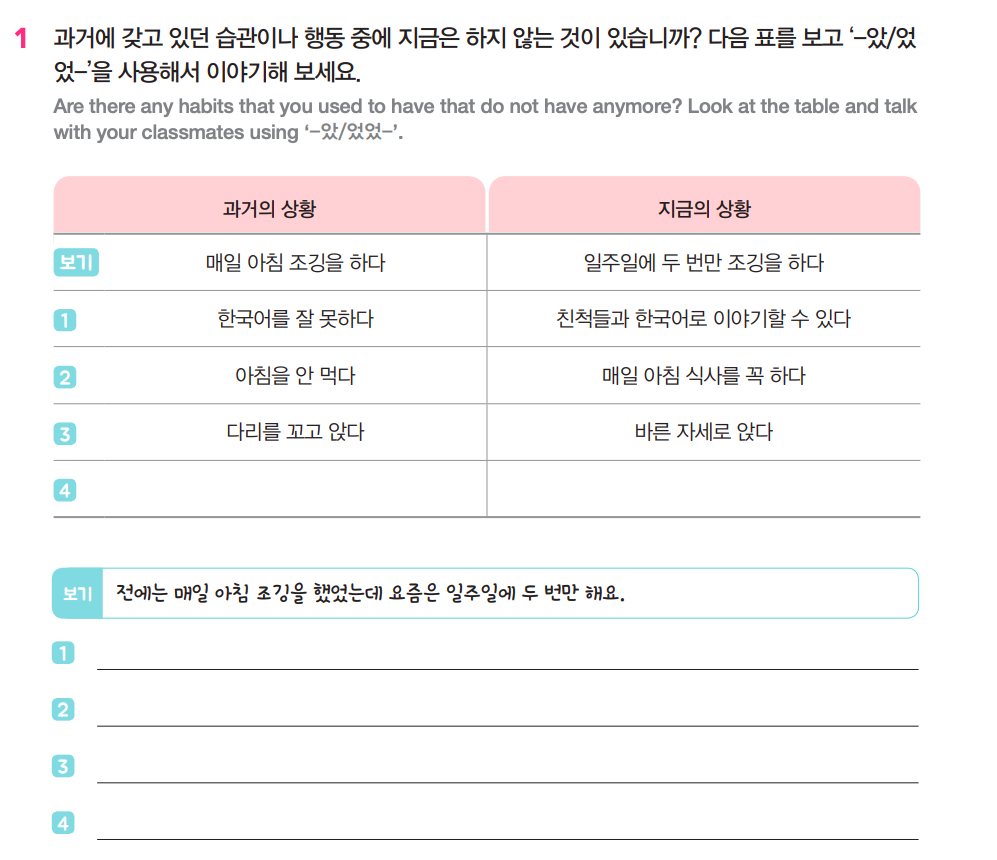 1 과거에 갖고 있던 습관이나 행동 중에 지금은 하지 않는 것이 있습니까? 다음 표를 보고 ‘–았/었
었–’을 사용해서 이야기해 보세요.
Are there any habits that you used to have that do not have anymore? Look at the table and talk
with your classmates using ‘–았/었었–’.
과거의 상황 지금의 상황
보기 매일 아침 조깅을 하다 일주일에 두 번만 조깅을 하다
1 한국어를 잘 못하다 친척들과 한국어로 이야기할 수 있다
2 아침을 안 먹다 매일 아침 식사를 꼭 하다
3 다리를 꼬고 앉다 바른 자세로 앉다
4
보기 전에는 매일 아침 조깅을 했었는데 요즘은 일주일에 두 번만 해요.
1
2
3
4